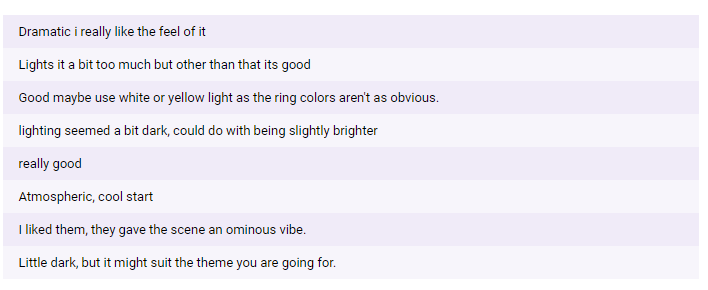 Dramatic i really like the feel of it
Lights it a bit too much but other than that its good
Good maybe use white or yellow light as the ring colors aren't as obvious.
lighting seemed a bit dark, could do with being slightly brighter
really good
Atmospheric, cool start
I liked them, they gave the scene an ominous vibe.
Little dark, but it might suit the theme you are going for.